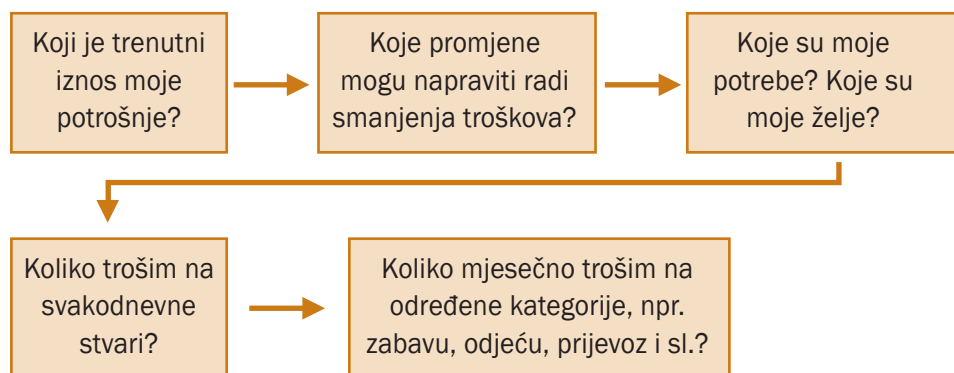 Koji je trenutni
iznos moje
potrošnje?
Koje promjene
mogu napraviti radi
smanjenja troškova?
Koje su moje
potrebe? Koje su
moje želje?
Koliko trošim na
svakodnevne
stvari?
Koliko mjesečno trošim na
određene kategorije, npr.
zabavu, odjeću, prijevoz i sl.?